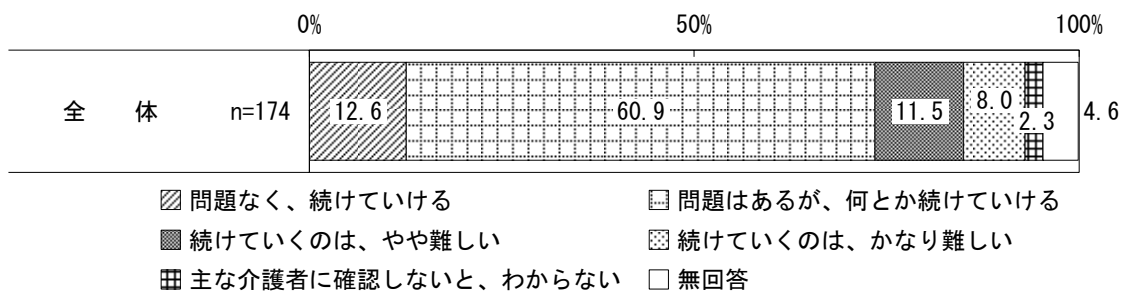 0% 50% 100%
全 体 n=174 12.6 60.9 11.5 8.0 2.3 4.6
問題なく、続けていける 問題はあるが、何とか続けていける
続けていくのは、やや難しい 続けていくのは、かなり難しい
主な介護者に確認しないと、わからない 無回答